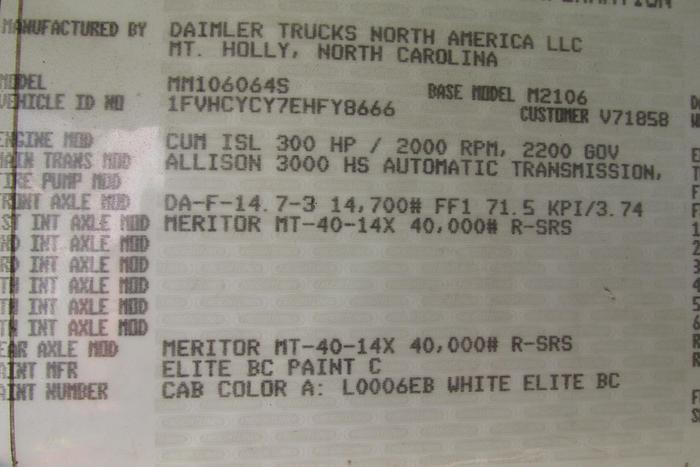 MANUFACTURED BY DAIMLER TRUCKS NORTH AMERICA LLC
MT. HOLLY, NORTH CAROLINA
MODEL MM106064S BASE MODEL M2106
VEHICLE ID NO 1FVHCYCY7EHFY8666 CUSTOMER V71858
ENGINE MOD CUM ISL 300 HP / 2000 RPM, 2200 GOV
MAIN TRANS MOD ALLISON 3000 HS AUTOMATIC TRANSMISSION,
FIRE PUMP MOD
FRONT AXLE MOD DA-F-14.7-3 14,700# FF1 71.5 KPI/3.74
1ST INT AXLE MOD MERITOR MT-40-14X 40,000# R-SRS
ND INT AXLE MOD
RD INT AXLE MOD
TH INT AXLE MOD
TH INT AXLE MOD
TH INT AXLE MOD
REAR AXLE MOD MERITOR MT-40-14X 40,000# R-SRS
PAINT MFR ELITE BC PAINT C
PAINT NUMBER CAB COLOR A: L0006EB WHITE ELITE BC